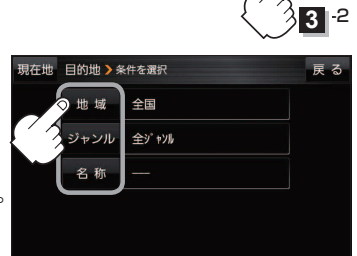 3 -2
現在地 目的地 > 条件を選択 戻る
地域 全国
ジャンル 全ｼﾞｬﾝﾙ
名称 ──
。